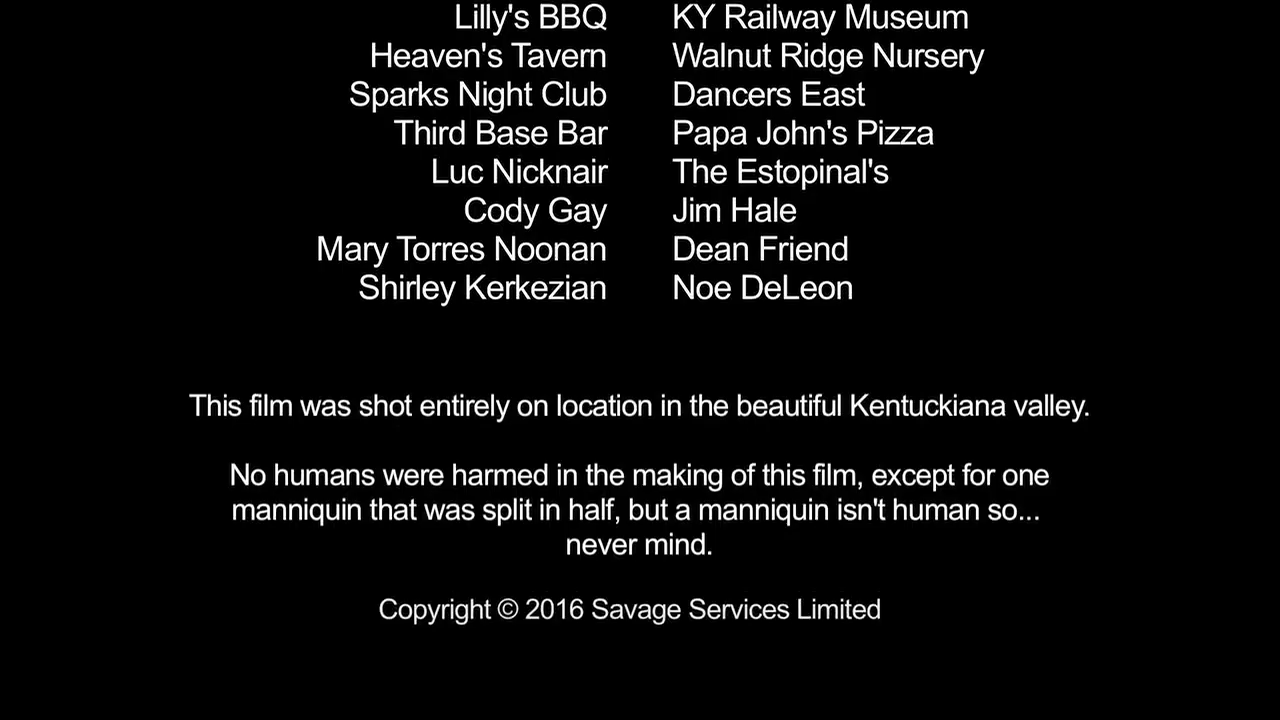 Lilly's BBQ KY Railway Museum
Heaven's Tavern Walnut Ridge Nursery
Sparks Night Club Dancers East
Third Base Bar Papa John's Pizza
Luc Nicknair The Estopinal's
Cody Gay Jim Hale
Mary Torres Noonan Dean Friend
Shirley Kerkezian Noe DeLeon
This film was shot entirely on location in the beautiful Kentuckiana valley.
No humans were harmed in the making of this film, except for one
manniquin that was split in half, but a manniquin isn't human so...
never mind.
Copyright © 2016 Savage Services Limited